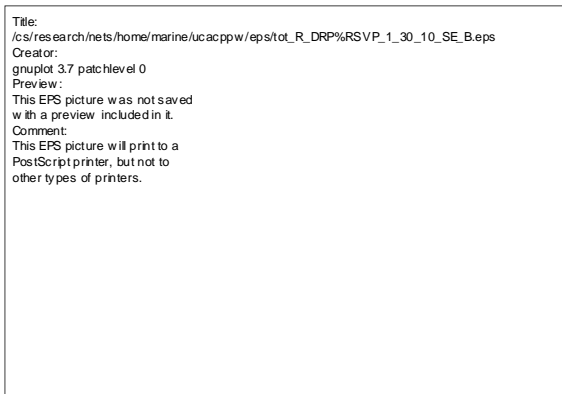 Title:
/cs/research/nets/home/marine/ucacppw/eps/tot_R_DRP%RSVP_1_30_10_SE_B.eps
Creator:
gnuplot 3.7 patchlevel 0
Preview:
This EPS picture was not saved
with a preview included in it.
Comment:
This EPS picture will print to a
PostScript printer, but not to
other types of printers.